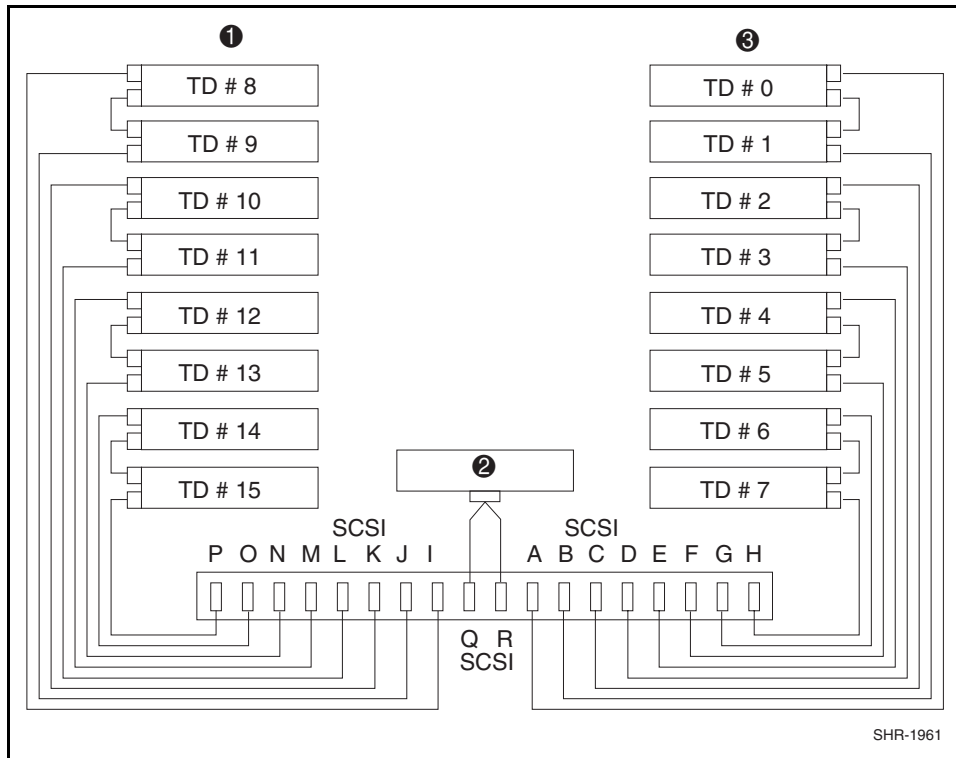 ❶ ❸
TD # 8 TD # 0
TD # 9 TD # 1
TD # 10 TD # 2
TD # 11 TD # 3
TD # 12 TD # 4
TD # 13 TD # 5
TD # 14 TD # 6
❷
TD # 15 TD # 7
SCSI SCSI
P O N M L K J I A B C D E F G H
Q R
SCSI
SHR-1961